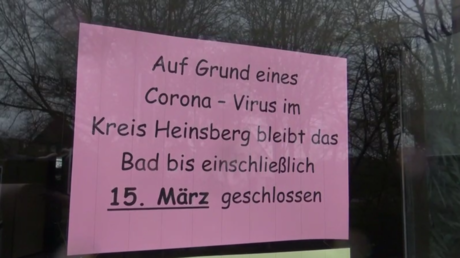 Auf Grund eines
Corona – Virus im
Kreis Heinsberg bleibt das
Bad bis einschließlich
15. März geschlossen